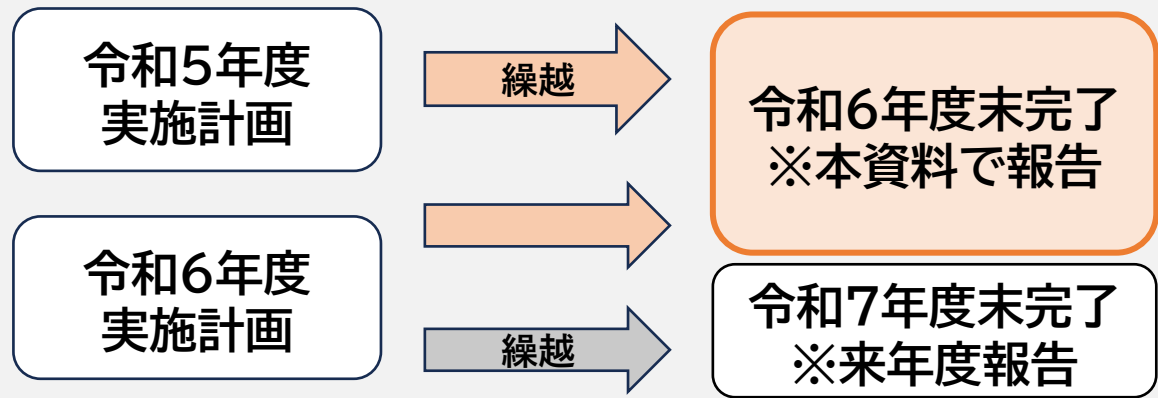 令和5年度
実施計画
繰越
令和6年度末完了
※本資料で報告
令和6年度
実施計画
繰越
令和7年度末完了
※来年度報告